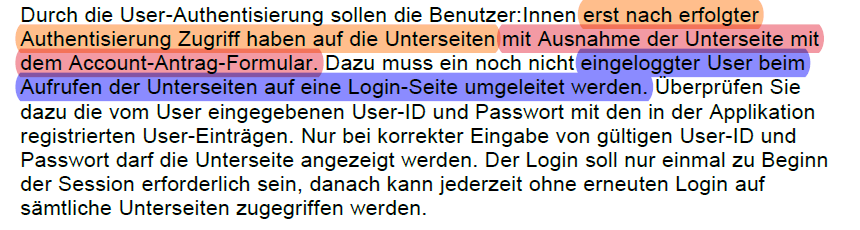 Durch die User-Authentisierung sollen die Benutzer:Innen erst nach erfolgter
Authentisierung Zugriff haben auf die Unterseiten mit Ausnahme der Unterseite mit
dem Account-Antrag-Formular. Dazu muss ein noch nicht eingeloggter User beim
Aufrufen der Unterseiten auf eine Login-Seite umgeleitet werden. Überprüfen Sie
dazu die vom User eingegebenen User-ID und Passwort mit den in der Applikation
registrierten User-Einträgen. Nur bei korrekter Eingabe von gültigen User-ID und
Passwort darf die Unterseite angezeigt werden. Der Login soll nur einmal zu Beginn
der Session erforderlich sein, danach kann jederzeit ohne erneuten Login auf
sämtliche Unterseiten zugegriffen werden.